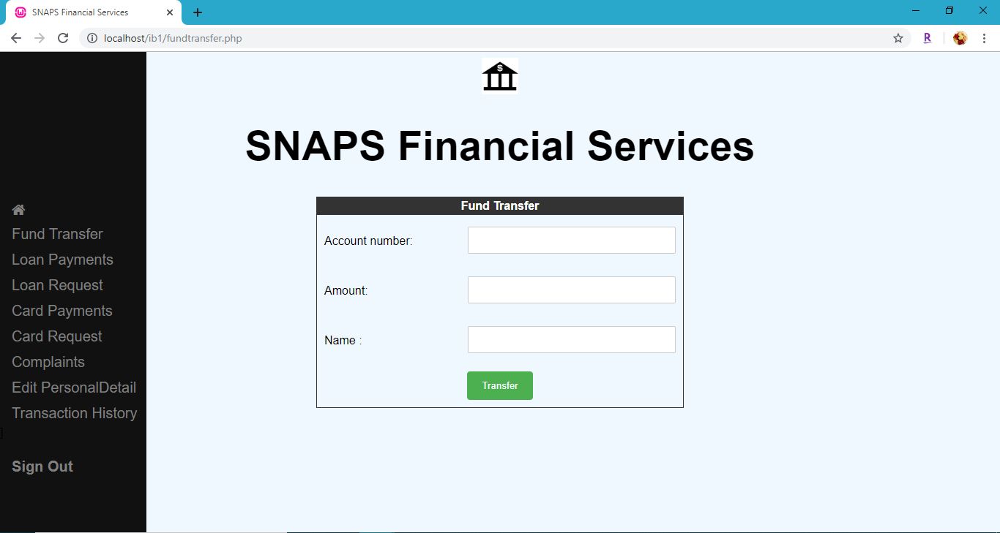 SNAPS Financial Services
localhost/ib1/fundtransfer.php
R
$
SNAPS Financial Services
Fund Transfer
Loan Payments
Loan Request
Card Payments
Card Request
Complaints
Edit PersonalDetail
Transaction History
]
Sign Out
Fund Transfer
Account number:
Amount:
Name :
Transfer